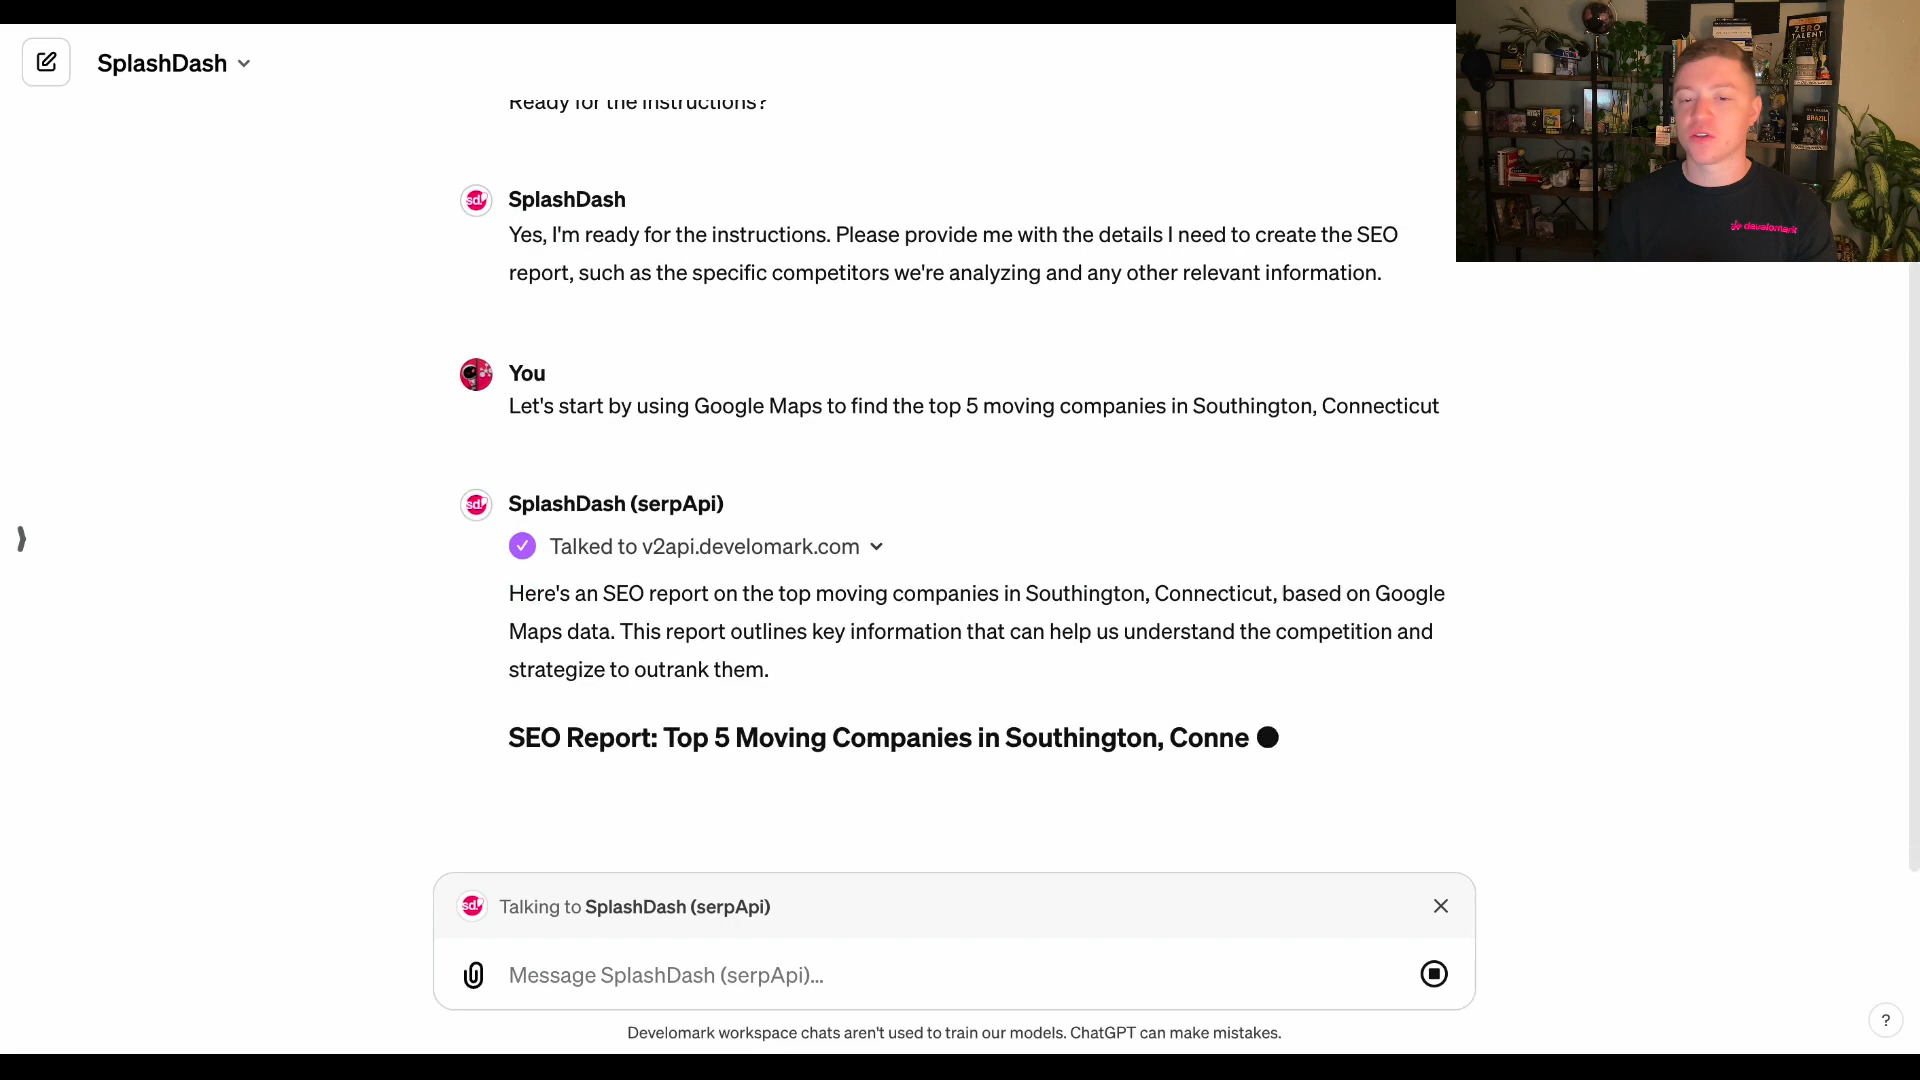 SplashDash
Ready for the instructions?
SplashDash
Yes, I'm ready for the instructions. Please provide me with the details I need to create the SEO
report, such as the specific competitors we're analyzing and any other relevant information.
You
Let's start by using Google Maps to find the top 5 moving companies in Southington, Connecticut
SplashDash (serpApi)
Talked to v2api.develomark.com
Here's an SEO report on the top moving companies in Southington, Connecticut, based on Google
Maps data. This report outlines key information that can help us understand the competition and
strategize to outrank them.
SEO Report: Top 5 Moving Companies in Southington, Conne
sd!
Talking to SplashDash (serpApi)
Message SplashDash (serpApi)...
Develomark workspace chats aren't used to train our models. ChatGPT can make mistakes.
?
ZERO
TALENT
BRAZIL
develomark